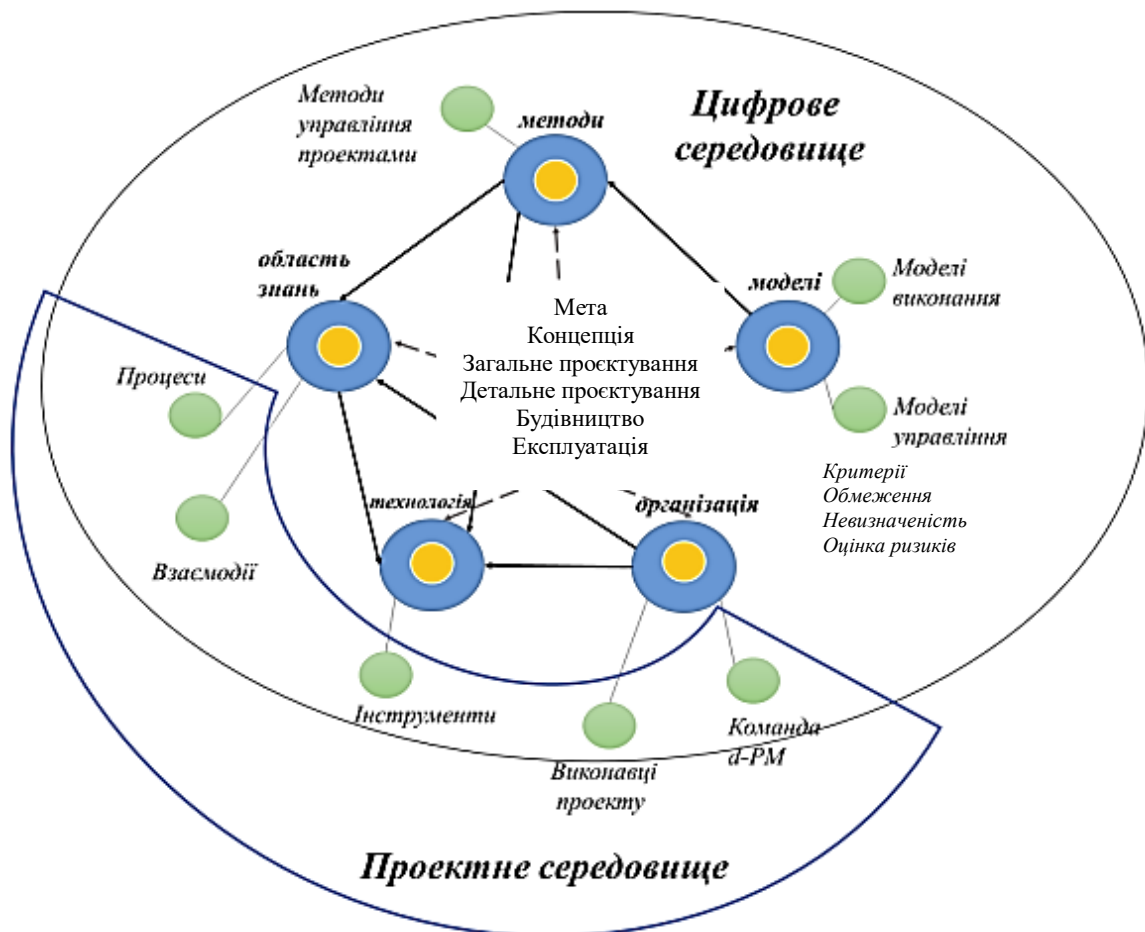 Методи
управління
проектами
методи
Цифрове
середовище
область
знань
моделі
Моделі
виконання
Мета
Концепція
Загальне проєктування
Детальне проєктування
Будівництво
Експлуатація
Процеси
Моделі
управління
Критерії
Обмеження
Невизначеність
Оцінка ризиків
технологія
організація
Взаємодії
Інструменти
Виконавці
проекту
Команда
d-PM
Проектне середовище